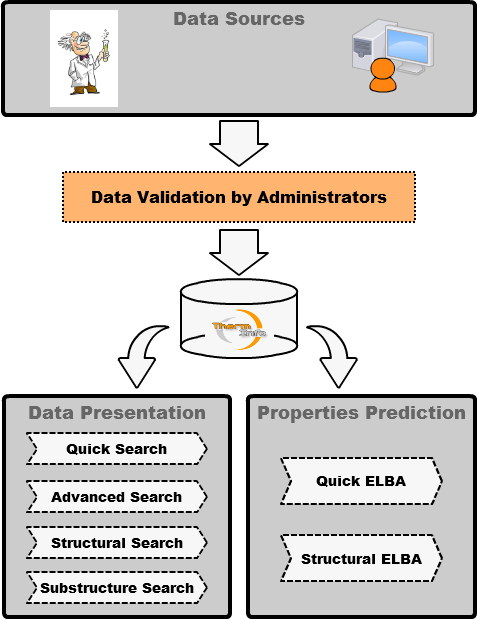 Data Sources
Data Validation by Administrators
Therm
Data Presentation
Quick Search
Advanced Search
Structural Search
Substructure Search
Properties Prediction
Quick ELBA
Structural ELBA